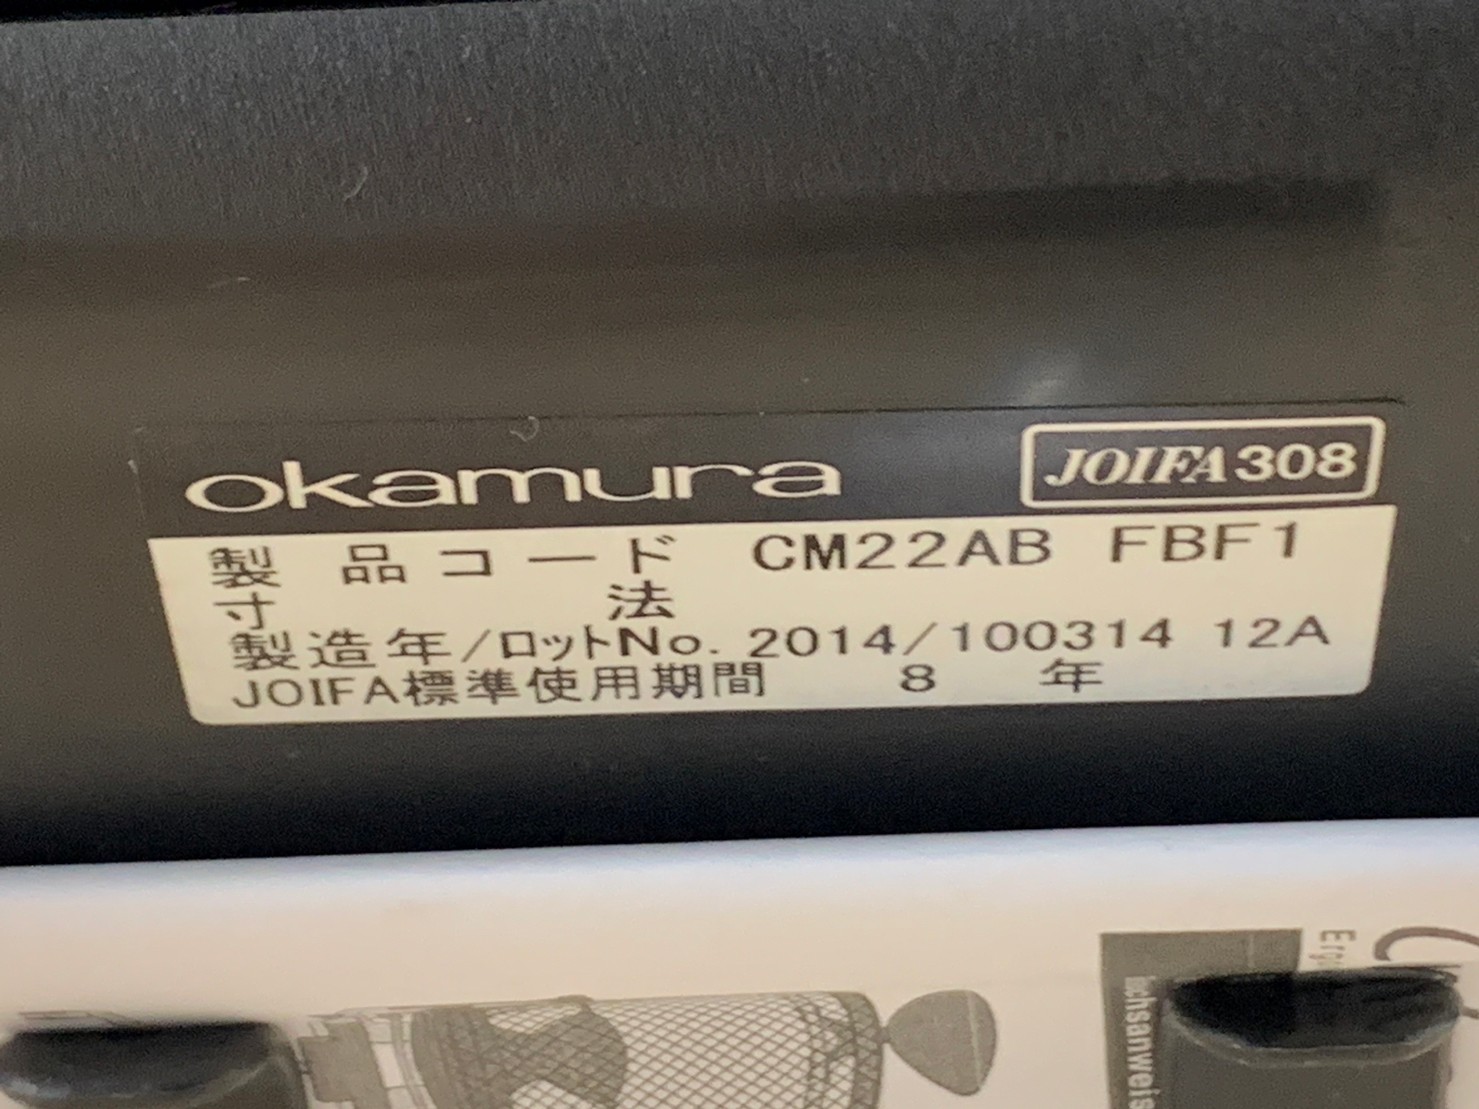 okamura JOIFA308
製品コード CM22AB FBF1
寸法
製造年/ロットNo. 2014/100314 12A
JOIFA標準使用期間 8 年